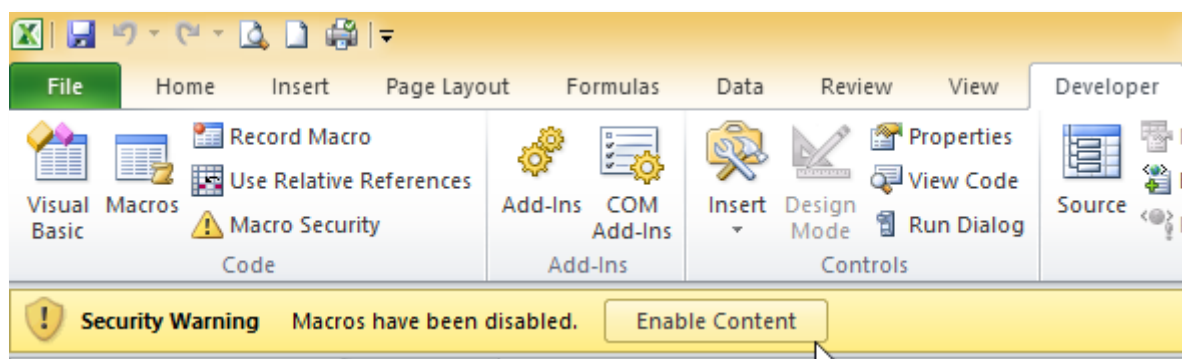 File Home Insert Page Layout Formulas Data Review View Developer
Record Macro
Use Relative References
Macro Security
Visual Basic
Macros
Code
Add-Ins
COM Add-Ins
Add-Ins
Insert
Design Mode
Properties
View Code
Run Dialog
Controls
Source
Security Warning Macros have been disabled. Enable Content